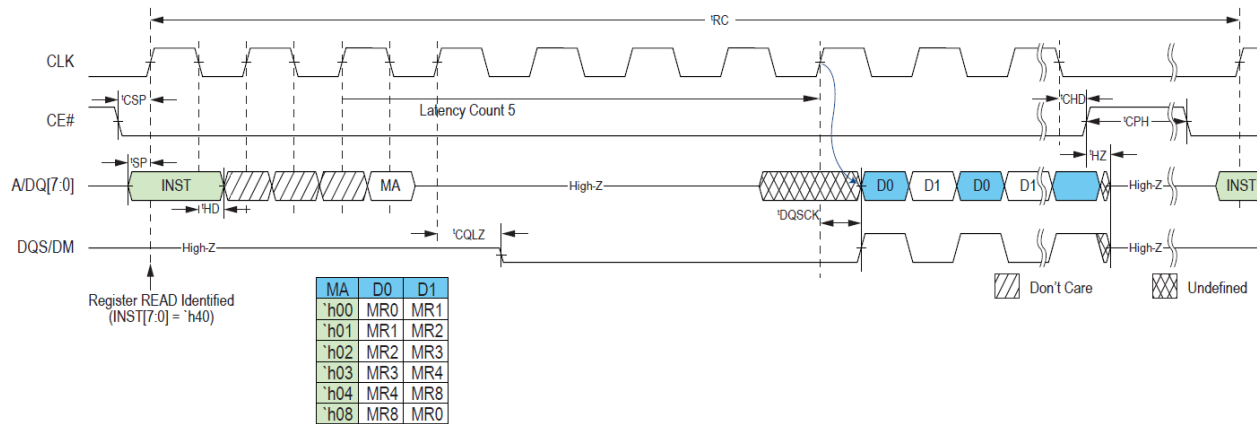 tRC
CLK
tCSP
Latency Count 5
tCHD
CE#
tCPH
tSP
tHZ
A/DQ[7:0]
INST
MA
High-Z
D0
D1
D0
D1
High-Z
INST
tHD
tDQSCK
tCQLZ
DQS/DM
High-Z
High-Z
Register READ Identified
(INST[7:0] = `h40)
Don't Care
Undefined
MA D0 D1
`h00 MR0 MR1
`h01 MR1 MR2
`h02 MR2 MR3
`h03 MR3 MR4
`h04 MR4 MR8
`h08 MR8 MR0